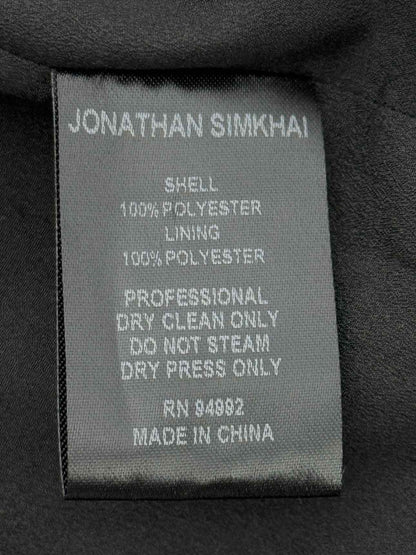 JONATHAN SIMKHAI
SHELL
100% POLYESTER
LINING
100% POLYESTER
PROFESSIONAL
DRY CLEAN ONLY
DO NOT STEAM
DRY PRESS ONLY
RN 94992
MADE IN CHINA